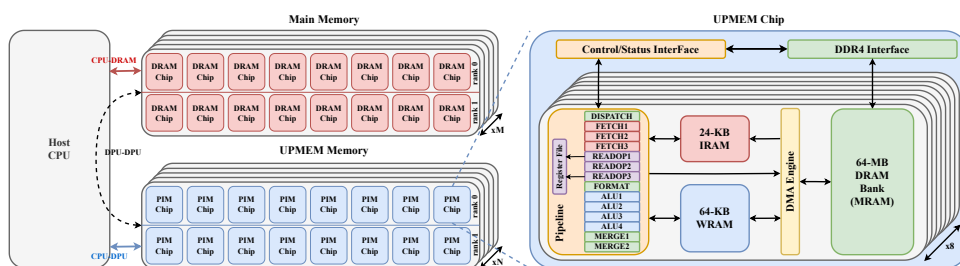 Main Memory
UPMEM Chip
Host
CPU
CPU-DRAM
DPU-DPU
CPU-DPU
DRAM DRAM DRAM DRAM DRAM DRAM DRAM DRAM
Chip Chip Chip Chip Chip Chip Chip Chip
rank 0
DRAM DRAM DRAM DRAM DRAM DRAM DRAM DRAM
Chip Chip Chip Chip Chip Chip Chip Chip
rank 1
xM
UPMEM Memory
PIM PIM PIM PIM PIM PIM PIM PIM
Chip Chip Chip Chip Chip Chip Chip Chip
rank 0
PIM PIM PIM PIM PIM PIM PIM PIM
Chip Chip Chip Chip Chip Chip Chip Chip
rank 4
xN
Control/Status InterFace
DDR4 Interface
Pipeline
Register File
DISPATCH
FETCH1
FETCH2
FETCH3
READOP1
READOP2
READOP3
FORMAT
ALU1
ALU2
ALU3
ALU4
MERGE1
MERGE2
24-KB
IRAM
64-KB
WRAM
DMA Engine
64-MB
DRAM
Bank
(MRAM)
x8